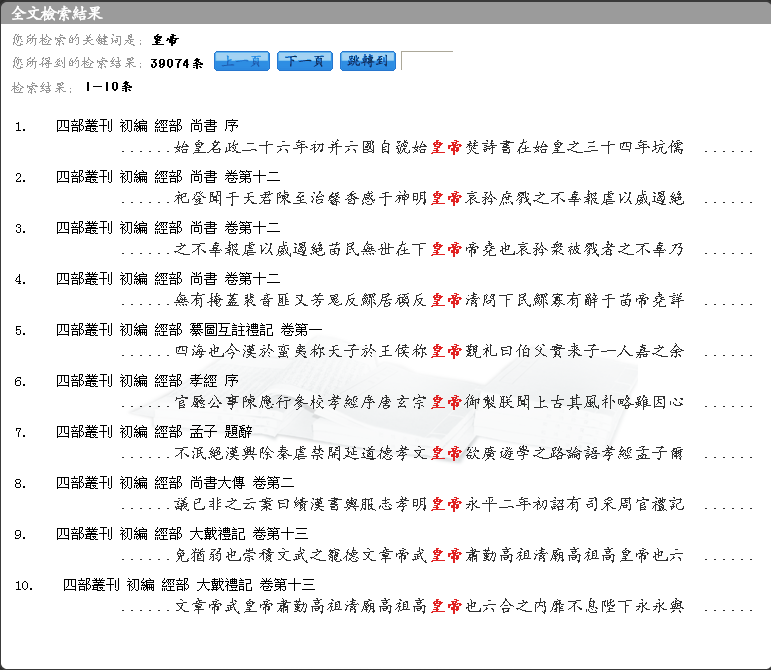 全文檢索結果
您所检索的关键词是：皇帝
您所得到的检索结果：39074条 上一頁 下一頁 跳轉到
检索结果：1—10条
1. 四部叢刊 初編 經部 尚書 序
......始皇名政二十六年初并六國自號始皇帝焚詩書在始皇之三十四年坑儒 ......
2. 四部叢刊 初編 經部 尚書 卷第十二
......祀登聞于天君陳至治馨香感于神明皇帝哀矜庶戮之不辜報虐以威遏絕 ......
3. 四部叢刊 初編 經部 尚書 卷第十二
......之不辜報虐以威遏絕苗民無世在下皇帝帝堯也哀矜衆被戮者之不辜乃 ......
4. 四部叢刊 初編 經部 尚書 卷第十二
......無有掩蓋裴音匪又芳鬼反鰥居頑反皇帝清問下民鰥寡有辭于苗帝堯詳 ......
5. 四部叢刊 初編 經部 纂圖互註禮記 卷第一
......四海也今漢於蛮夷称天子於王侯称皇帝覲礼曰伯父實来予一人嘉之余 ......
6. 四部叢刊 初編 經部 孝經 序
......官廳公事陳應行參校孝經序唐玄宗皇帝御製朕聞上古其風朴略雖因心 ......
7. 四部叢刊 初編 經部 孟子 題辭
......不泯絕漢興除秦虐禁開延道德孝文皇帝欲廣遊學之路論語孝經孟子爾 ......
8. 四部叢刊 初編 經部 尚書大傳 卷第二
......議已非之云案曰續漢書輿服志孝明皇帝永平二年初詔有司采周官禮記 ......
9. 四部叢刊 初編 經部 大戴禮記 卷第十三
......免猶弱也崇積文武之寵德文章帝武皇帝肅勤高祖清廟高祖高皇帝也六 ......
10. 四部叢刊 初編 經部 大戴禮記 卷第十三
......文章帝武皇帝肅勤高祖清廟高祖高皇帝也六合之内靡不息陛下永永與 ......